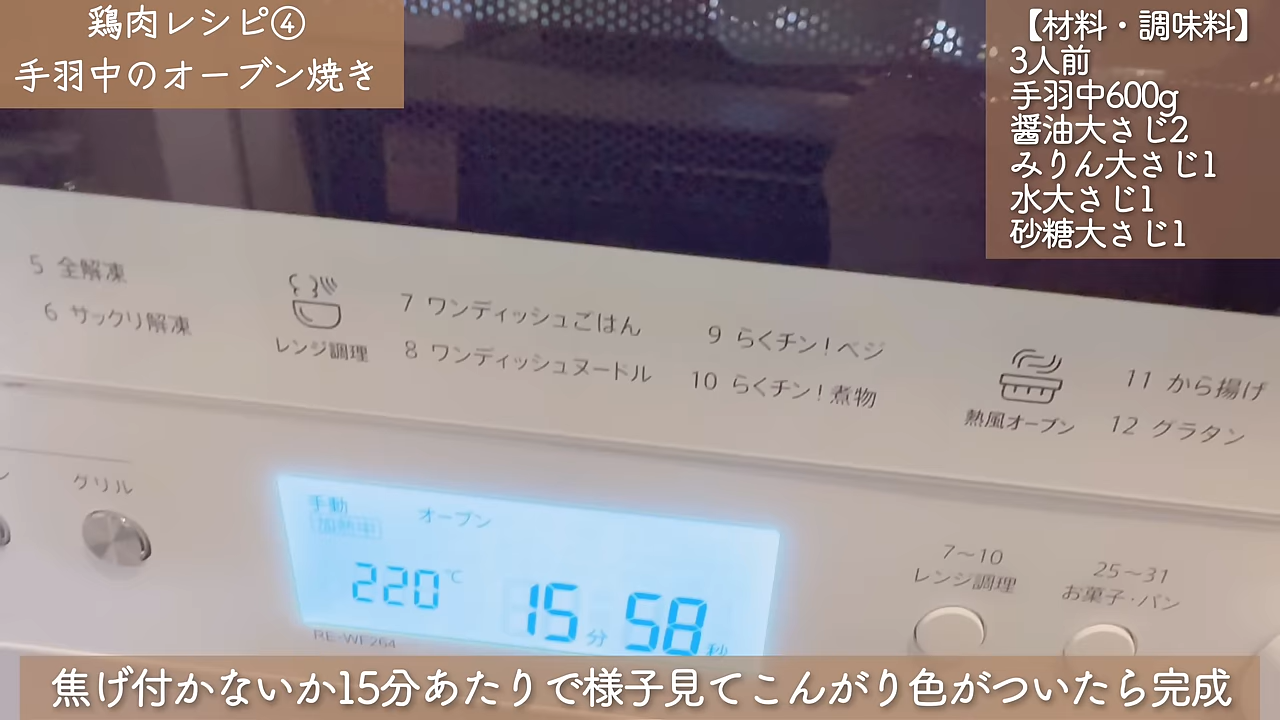 鶏肉レシピ④
手羽中のオーブン焼き
【材料・調味料】
3人前
手羽中600g
醤油大さじ2
みりん大さじ1
水大さじ1
砂糖大さじ1
5 全解凍
6 サックリ解凍
レンジ調理
7 ワンディッシュごはん
8 ワンディッシュヌードル
9 らくチン!ベジ
10 らくチン!煮物
熱風オーブン
11 から揚げ
12 グラタン
グリル
手動
加熱中
オーブン
220℃
15分58秒
RE-WF264
7〜10
レンジ調理
25〜31
お菓子・パン
焦げ付かないか15分あたりで様子見てこんがり色がついたら完成